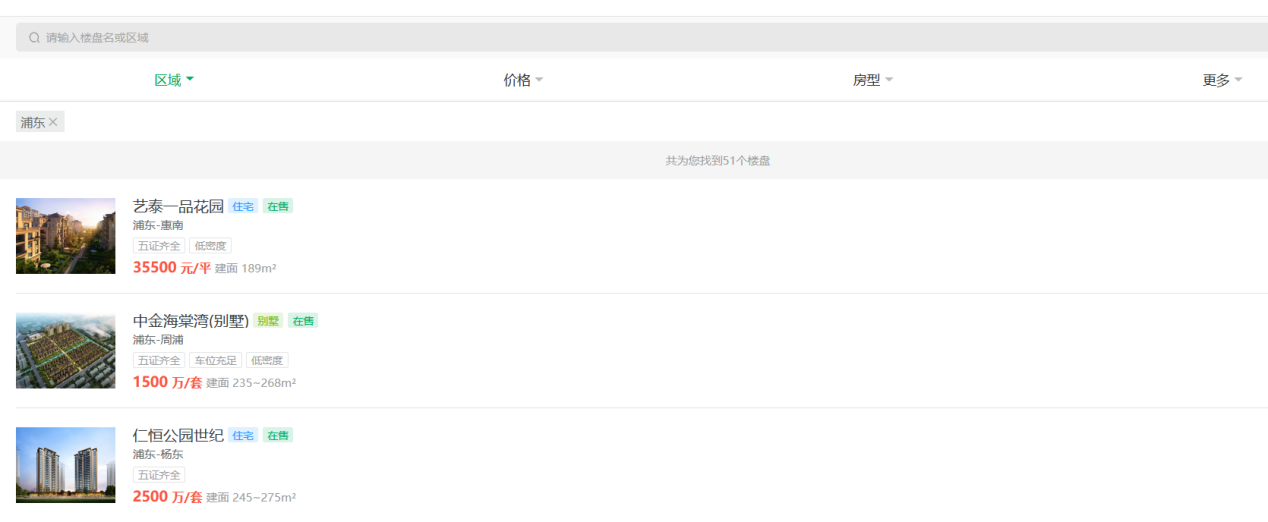 请输入楼盘名或区域
区域 价格 房型 更多
浦东 ×
共为您找到51个楼盘
艺泰一品花园 住宅 在售
浦东-惠南
五证齐全 低密度
35500 元/平 建面 189m²
中金海棠湾(别墅) 别墅 在售
浦东-周浦
五证齐全 车位充足 低密度
1500 万/套 建面 235~268m²
仁恒公园世纪 住宅 在售
浦东-杨东
五证齐全
2500 万/套 建面 245~275m²